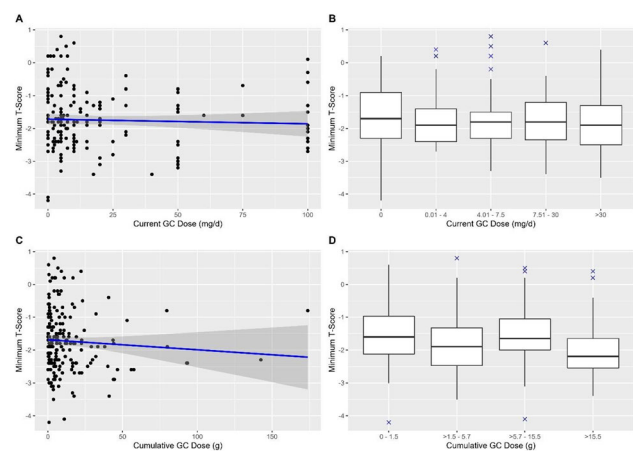 A
Minimum T-Score
1
0
-1
-2
-3
-4
0
25
50
75
100
Current GC Dose (mg/d)
B
Minimum T-Score
1
0
-1
-2
-3
-4
0
0.01 - 4
4.01 - 7.5
7.51 - 30
>30
Current GC Dose (mg/d)
C
Minimum T-Score
1
0
-1
-2
-3
-4
0
50
100
150
Cumulative GC Dose (g)
D
Minimum T-Score
1
0
-1
-2
-3
-4
0 - 1.5
>1.5 - 5.7
>5.7 - 15.5
>15.5
Cumulative GC Dose (g)